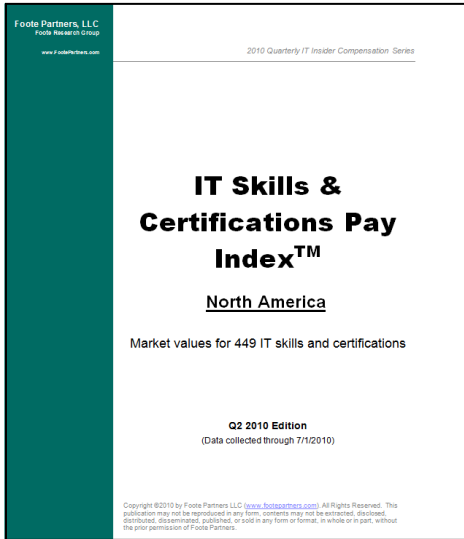 Foote Partners, LLC
Foote Research Group
www.FootePartners.com
2010 Quarterly IT Insider Compensation Series
IT Skills &
Certifications Pay
Index™
North America
Market values for 449 IT skills and certifications
Q2 2010 Edition
(Data collected through 7/1/2010)
Copyright ©2010 by Foote Partners LLC (www.footepartners.com). All Rights Reserved. This
publication may not be reproduced in any form, contents may not be extracted, disclosed,
distributed, disseminated, published, or sold in any form or format, in whole or in part, without
the prior permission of Foote Partners.